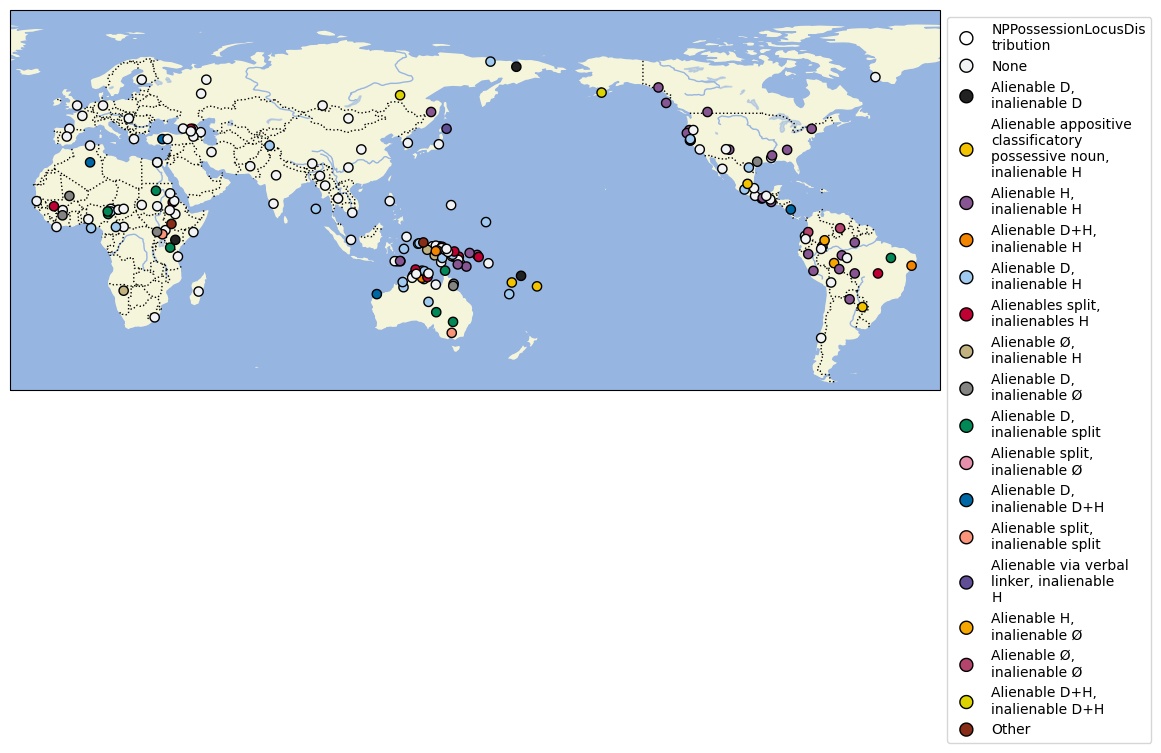 NPPossessionLocusDis
tribution
None
Alienable D,
inalienable D
Alienable appositive
classificatory
possessive noun,
inalienable H
Alienable H,
inalienable H
Alienable D+H,
inalienable H
Alienable D,
inalienable H
Alienables split,
inalienables H
Alienable Ø,
inalienable H
Alienable D,
inalienable Ø
Alienable D,
inalienable split
Alienable split,
inalienable Ø
Alienable D,
inalienable D+H
Alienable split,
inalienable split
Alienable via verbal
linker, inalienable
H
Alienable H,
inalienable Ø
Alienable Ø,
inalienable Ø
Alienable D+H,
inalienable D+H
Other